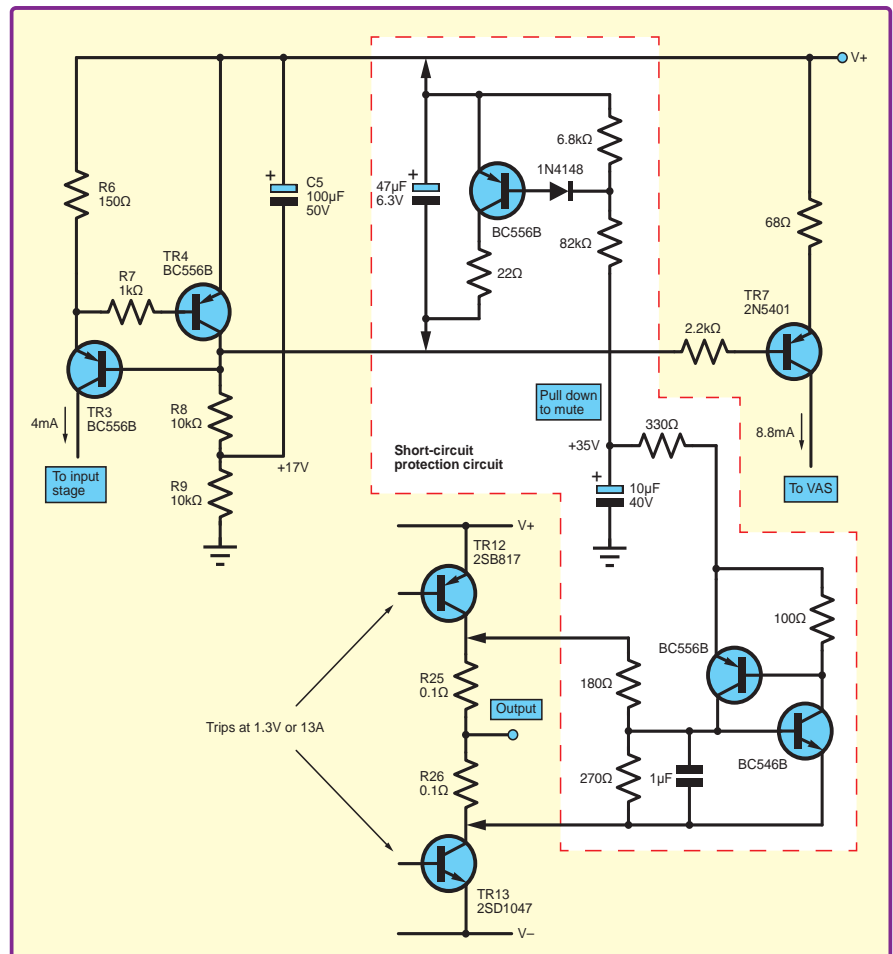 V+
R6
150Ω
+
C5
100µF
50V
+
47µF
6.3V
1N4148
6.8kΩ
BC556B
82kΩ
68Ω
TR4
BC556B
R7
1kΩ
22Ω
TR7
2N5401
2.2kΩ
TR3
BC556B
4mA
To input
stage
R8
10kΩ
R9
10kΩ
+17V
Short-circuit
protection circuit
Pull down
to mute
+35V
330Ω
+
10µF
40V
8.8mA
To VAS
V+
TR12
2SB817
R25
0.1Ω
Output
Trips at 1.3V or 13A
R26
0.1Ω
TR13
2SD1047
V–
180Ω
270Ω
1µF
BC556B
100Ω
BC546B